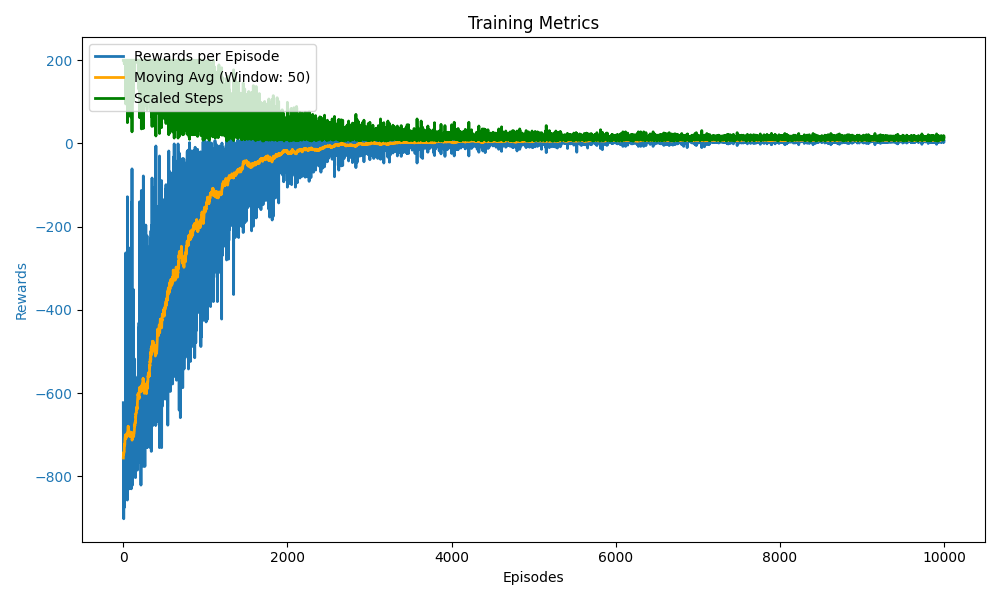 Training Metrics
Rewards per Episode
Moving Avg (Window: 50)
Scaled Steps
200
0
−200
−400
−600
−800
Rewards
0 2000 4000 6000 8000 10000
Episodes